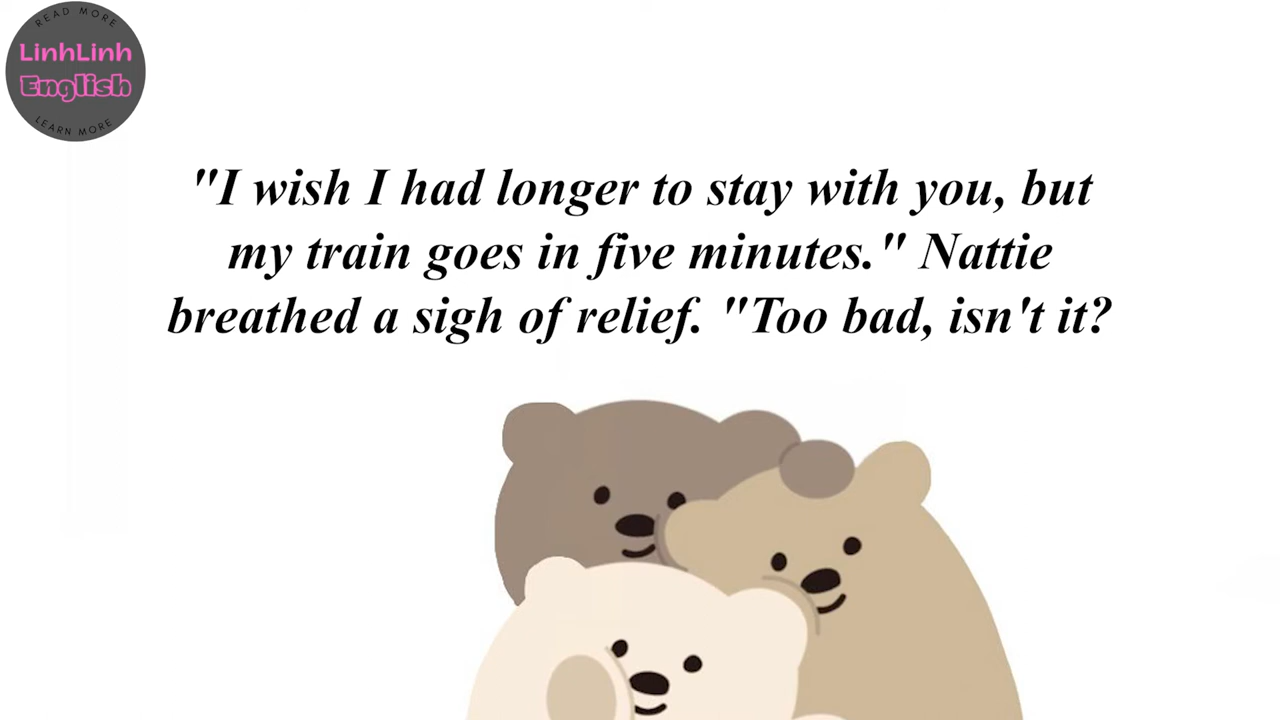 READ MORE
LinhLinh
English
LEARN MORE
"I wish I had longer to stay with you, but
my train goes in five minutes." Nattie
breathed a sigh of relief. "Too bad, isn't it?